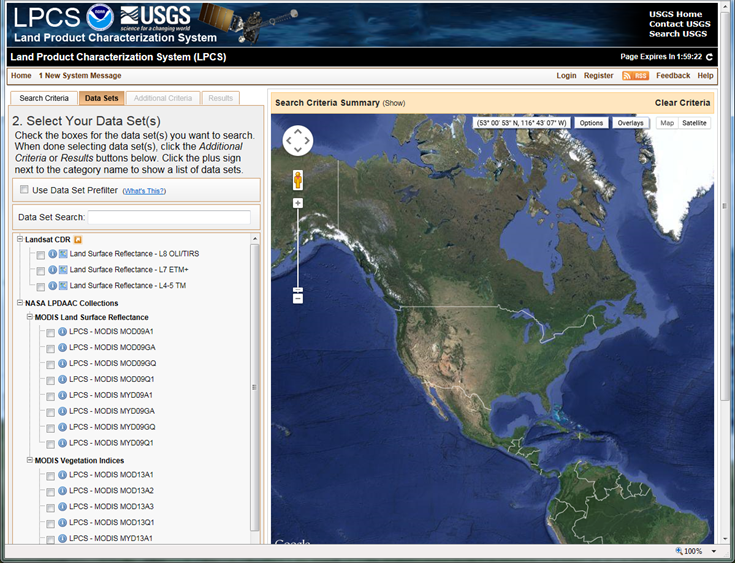 LPCS USGS
science for a changing world
Land Product Characterization System
USGS Home
Contact USGS
Search USGS
Land Product Characterization System (LPCS)
Page Expires In 1:59:22
Home 1 New System Message
Login Register RSS Feedback Help
Search Criteria Data Sets Additional Criteria Results
2. Select Your Data Set(s)
Check the boxes for the data set(s) you want to search.
When done selecting data set(s), click the Additional
Criteria or Results buttons below. Click the plus sign
next to the category name to show a list of data sets.
Use Data Set Prefilter (What's This?)
Data Set Search:
Landsat CDR
Land Surface Reflectance - L8 OLI/TIRS
Land Surface Reflectance - L7 ETM+
Land Surface Reflectance - L4-5 TM
NASA LPDAAC Collections
MODIS Land Surface Reflectance
LPCS - MODIS MOD09A1
LPCS - MODIS MOD09GA
LPCS - MODIS MOD09GQ
LPCS - MODIS MOD09Q1
LPCS - MODIS MYD09A1
LPCS - MODIS MYD09GA
LPCS - MODIS MYD09GQ
LPCS - MODIS MYD09Q1
MODIS Vegetation Indices
LPCS - MODIS MOD13A1
LPCS - MODIS MOD13A2
LPCS - MODIS MOD13A3
LPCS - MODIS MOD13Q1
LPCS - MODIS MYD13A1
Search Criteria Summary (Show)
Clear Criteria
(53° 00' 53" N, 116° 43' 07" W) Options Overlays Map Satellite
Google
100%